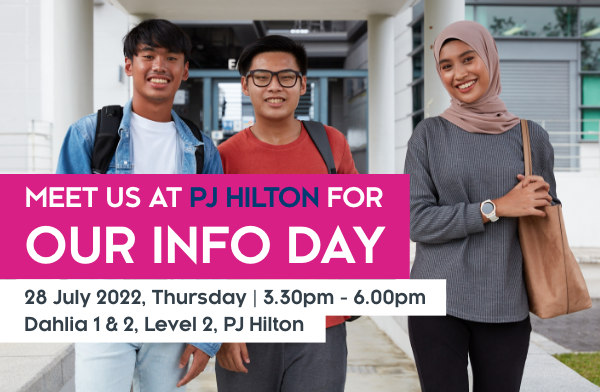 MEET US AT PJ HILTON FOR
OUR INFO DAY
28 July 2022, Thursday | 3.30pm - 6.00pm
Dahlia 1 & 2, Level 2, PJ Hilton